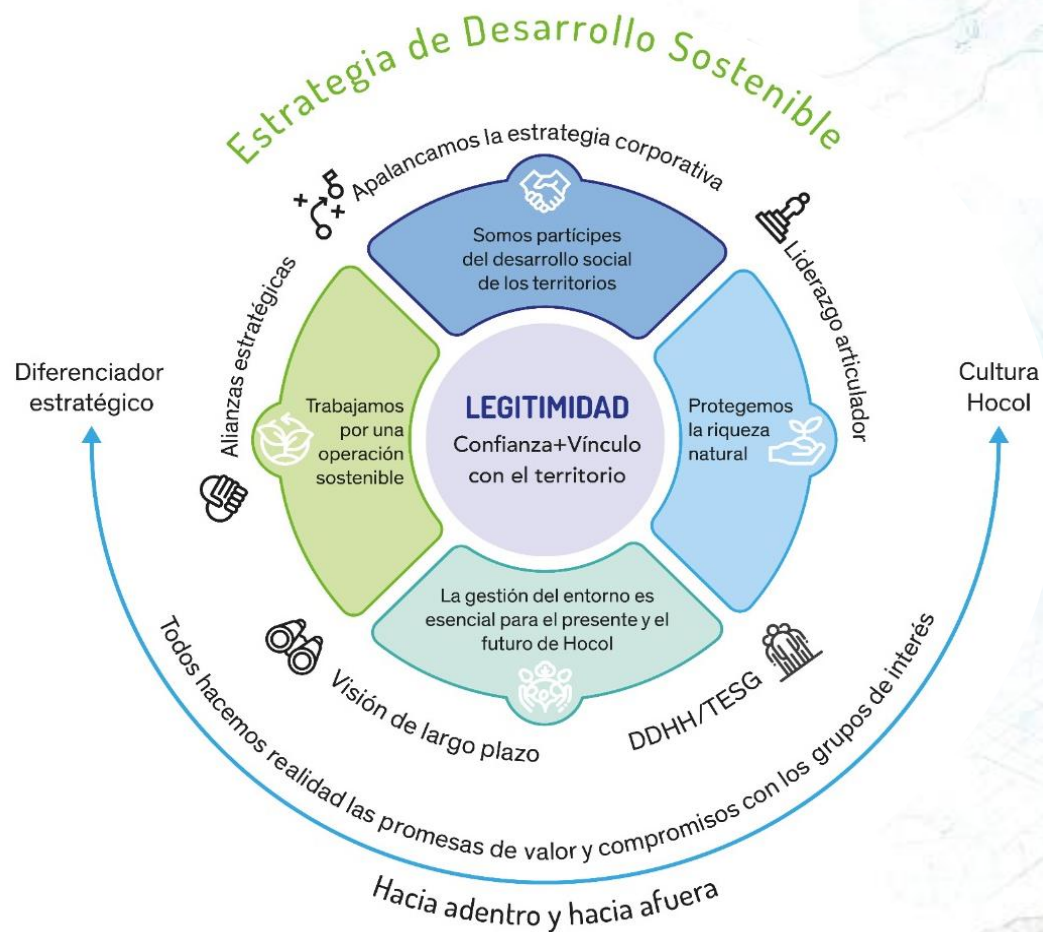 Estrategia de Desarrollo Sostenible
Apalancamos la estrategia corporativa
Somos partícipes
del desarrollo social
de los territorios
Liderazgo articulador
Alianzas estratégicas
Diferenciador
estratégico
Cultura
Hocol
Trabajamos
por una
operación
sostenible
LEGITIMIDAD
Confianza+Vínculo
con el territorio
Protegemos
la riqueza
natural
La gestión del entorno es
esencial para el presente y el
futuro de Hocol
Visión de largo plazo
DDHH/TESG
Todos hacemos realidad las promesas de valor y compromisos con los grupos de interés
Hacia adentro y hacia afuera